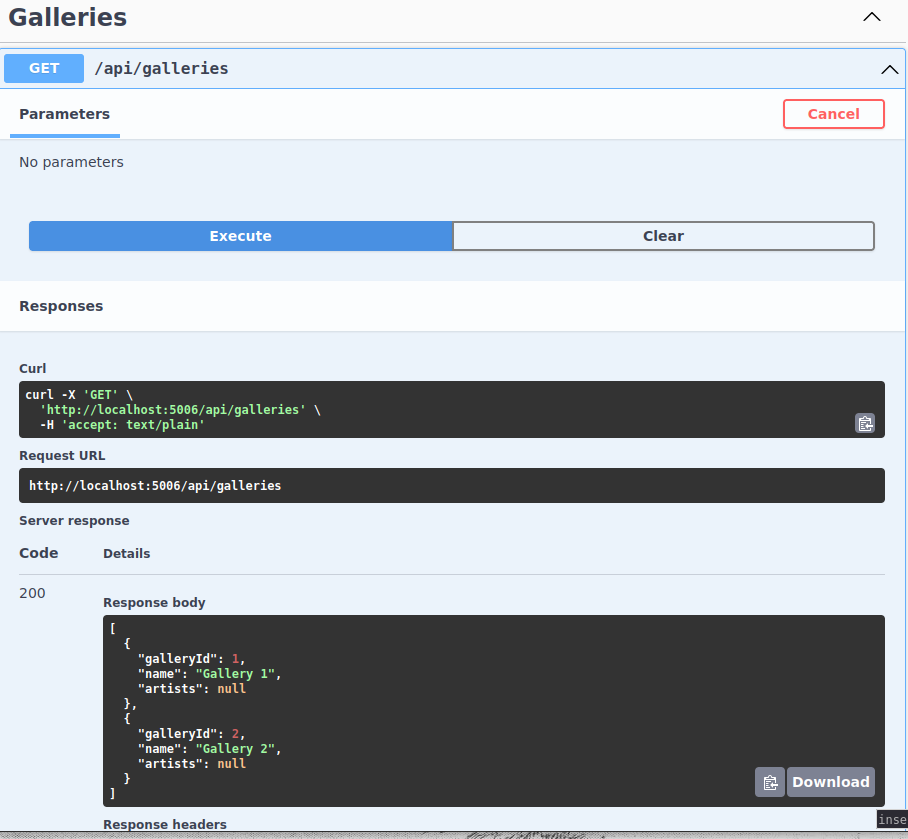 Galleries
GET /api/galleries
Parameters Cancel
No parameters
Execute Clear
Responses
Curl
curl -X 'GET' \
  'http://localhost:5006/api/galleries' \
  -H 'accept: text/plain'
Request URL
http://localhost:5006/api/galleries
Server response
Code Details
200
Response body
[
  {
    "galleryId": 1,
    "name": "Gallery 1",
    "artists": null
  },
  {
    "galleryId": 2,
    "name": "Gallery 2",
    "artists": null
  }
]
Download
inse
Response headers